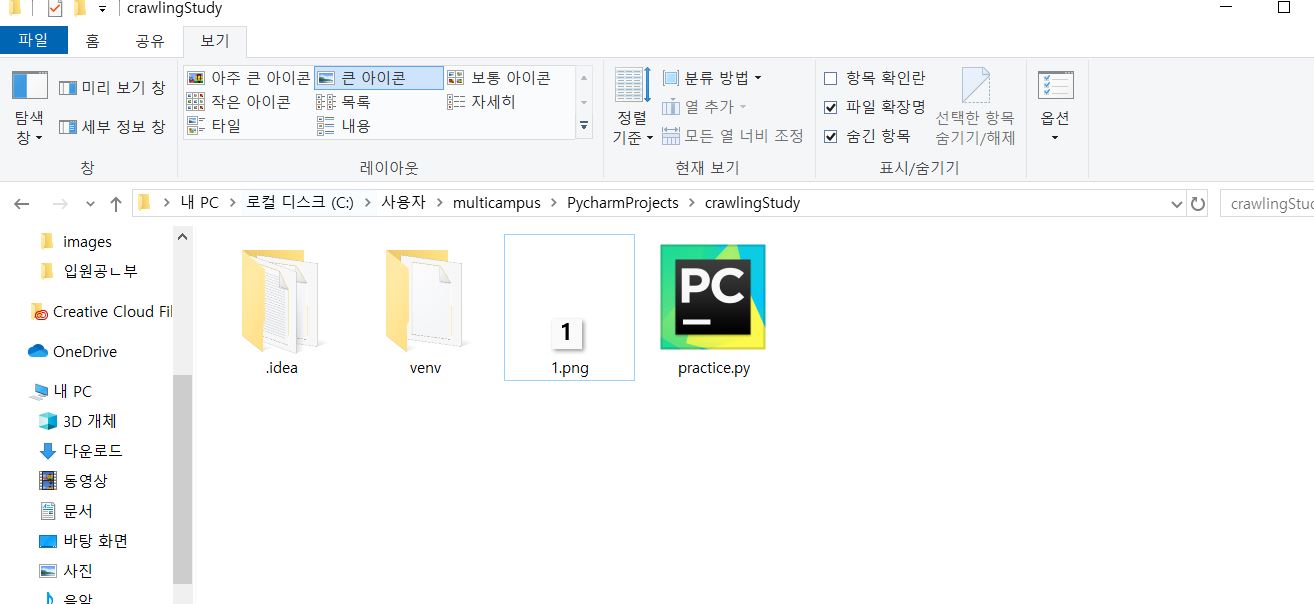 crawlingStudy
파일 홈 공유 보기
미리 보기 창
세부 정보 창
탐색
창
창
아주 큰 아이콘 큰 아이콘 보통 아이콘
작은 아이콘 목록 자세히
타일 내용
레이아웃
정렬
기준
분류 방법
열 추가
모든 열 너비 조정
현재 보기
항목 확인란
파일 확장명
숨긴 항목
선택한 항목
숨기기/해제
표시/숨기기
옵션
내 PC > 로컬 디스크 (C:) > 사용자 > multicampus > PycharmProjects > crawlingStudy
crawlingStu
images
입원공ㄴ부
Creative Cloud Fil
OneDrive
내 PC
3D 개체
다운로드
동영상
문서
바탕 화면
사진
음악
.idea
venv
1
1.png
PC
practice.py